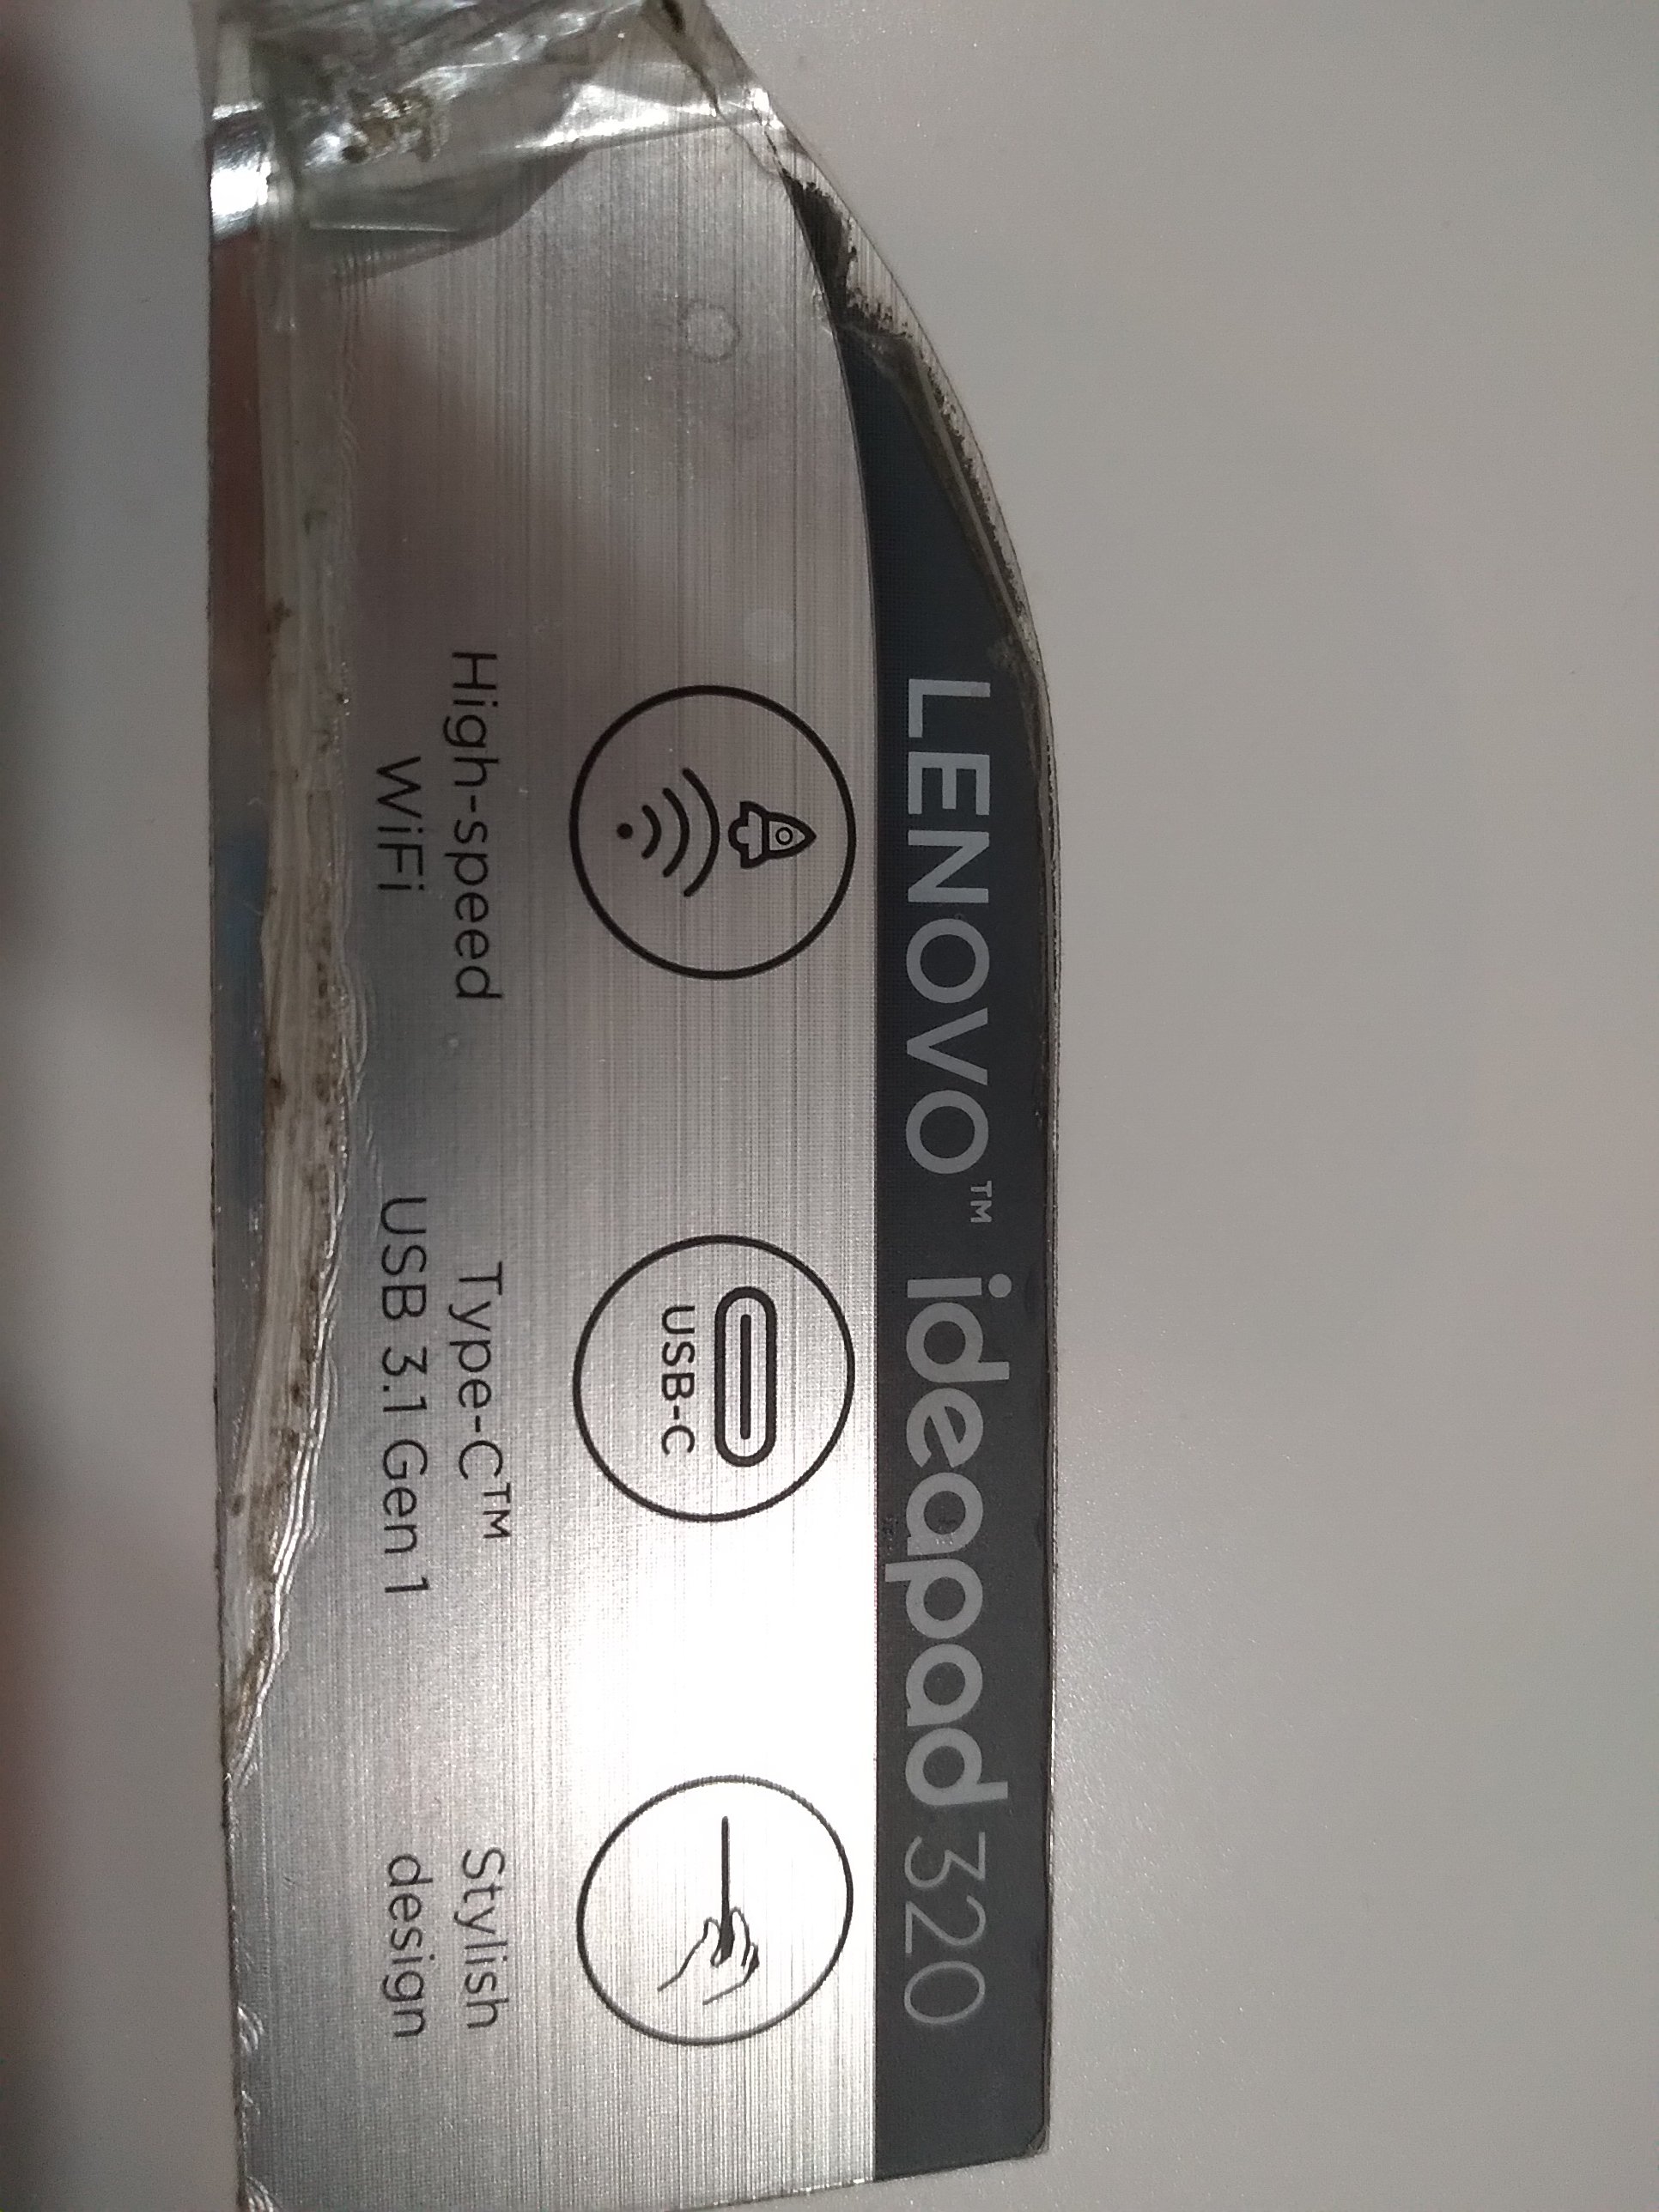 LENOVO™ ideapad 320
USB-C
High-speed
WiFi
Type-C™
USB 3.1 Gen 1
Stylish
design